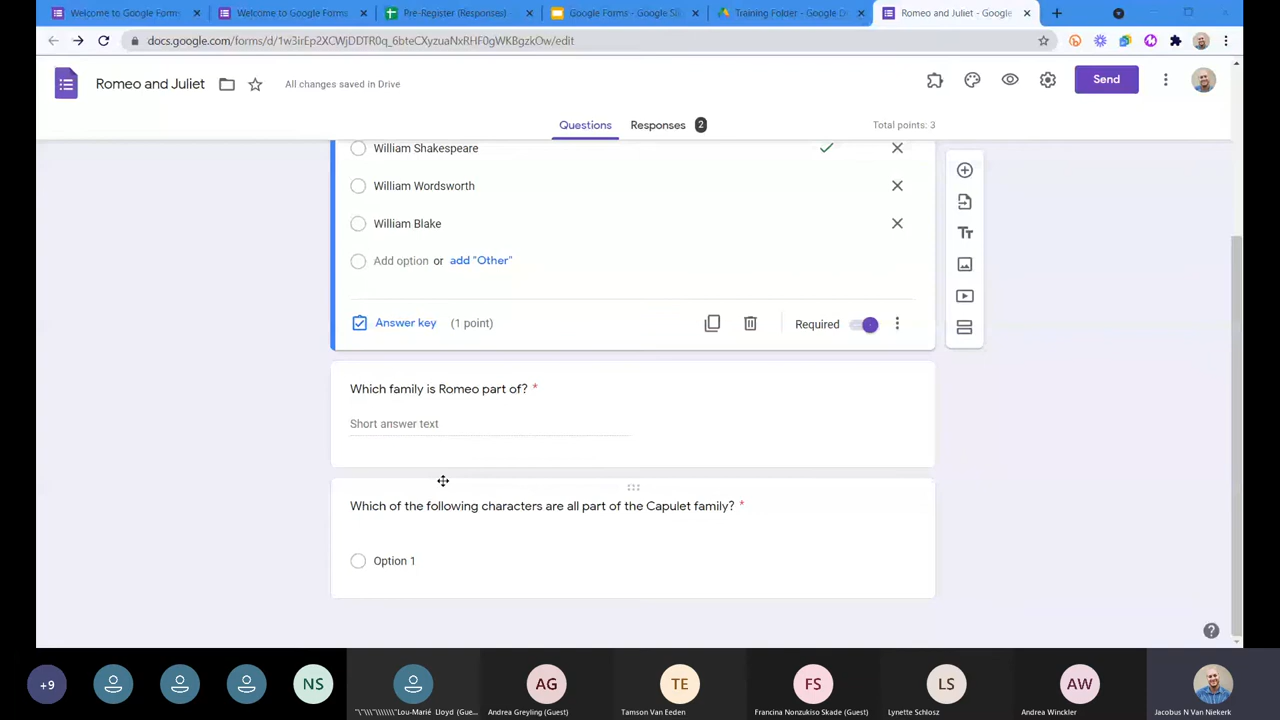 Welcome to Google Form
Welcome to Google Forms
Pre-Register (Responses)
Google Forms - Google Sli
Training Folder - Google D
Romeo and Juliet - Google
docs.google.com/forms/d/1w3irEp2XCWjDDTR0q_6bteCXyzuaNxRHF0gWKBgzkOw/edit
Romeo and Juliet
All changes saved in Drive
Send
Questions
Responses 2
Total points: 3
William Shakespeare
William Wordsworth
William Blake
Add option or add "Other"
Answer key (1 point)
Required
Which family is Romeo part of? *
Short answer text
Which of the following characters are all part of the Capulet family? *
Option 1
+9
NS
AG
TE
FS
LS
AW
"\"\\"\\\\"\\\\\\"Lou-Marié Lloyd (Gue...
Andrea Greyling (Guest)
Tamson Van Eeden
Francina Nonzukiso Skade (Guest)
Lynette Schlosz
Andrea Winckler
Jacobus N Van Niekerk